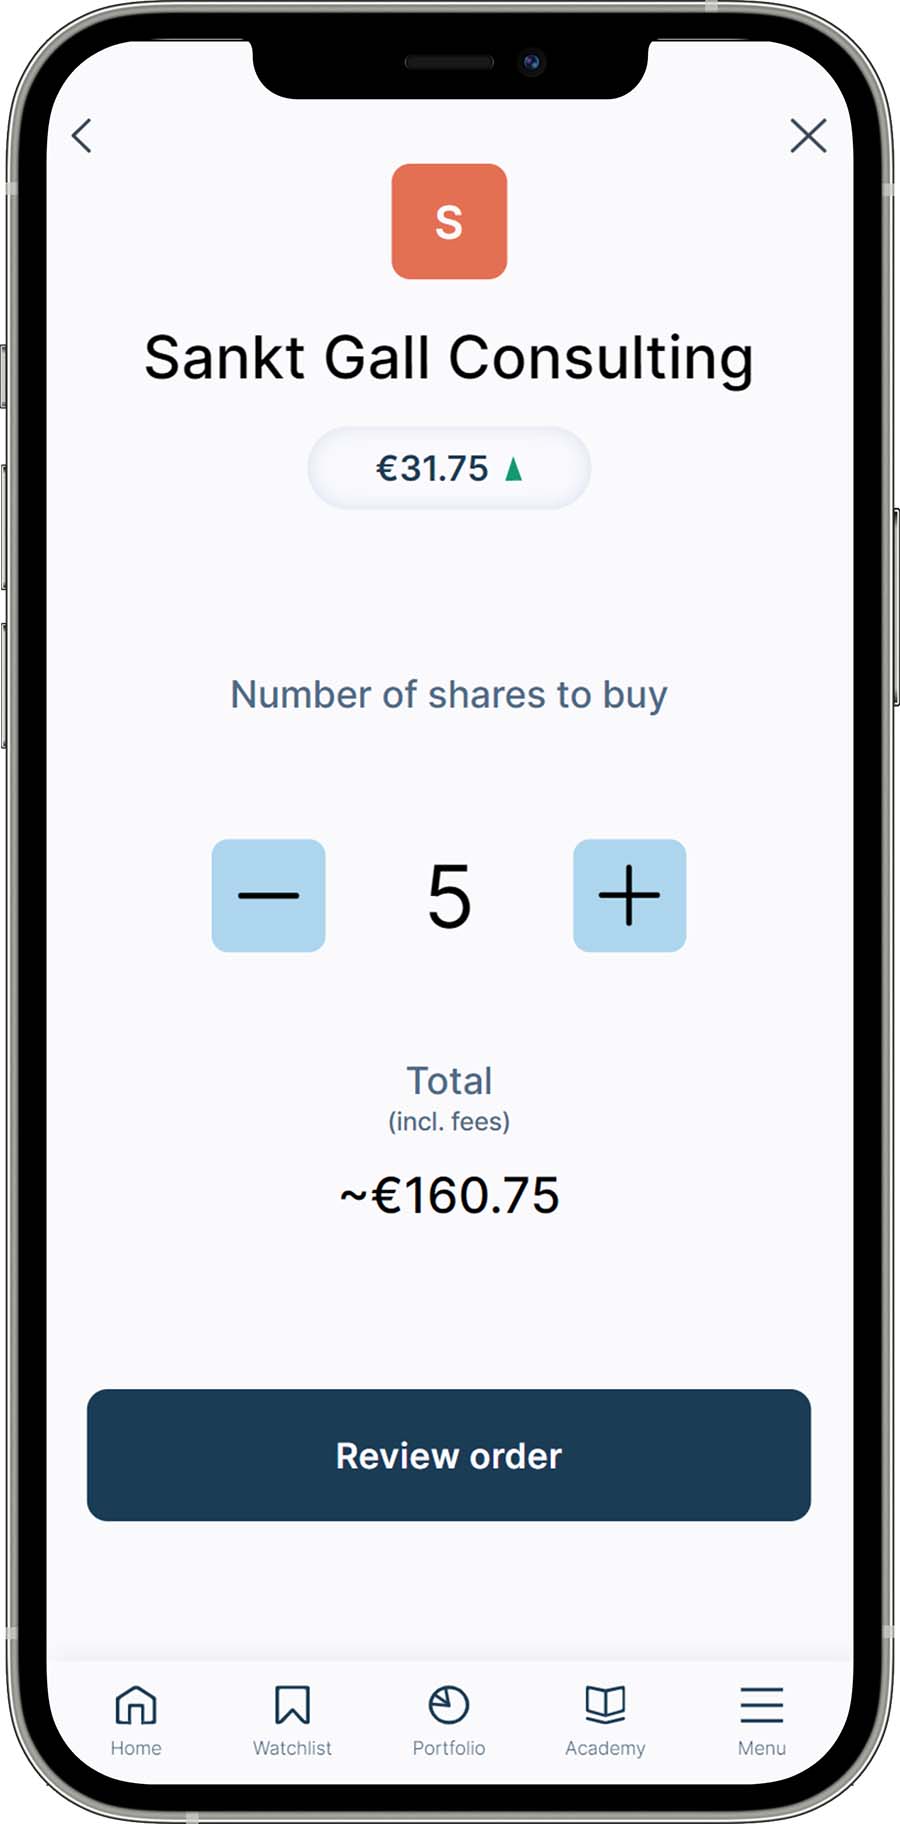 S
Sankt Gall Consulting
€31.75
Number of shares to buy
5
Total
(incl. fees)
~€160.75
Review order
Home Watchlist Portfolio Academy Menu